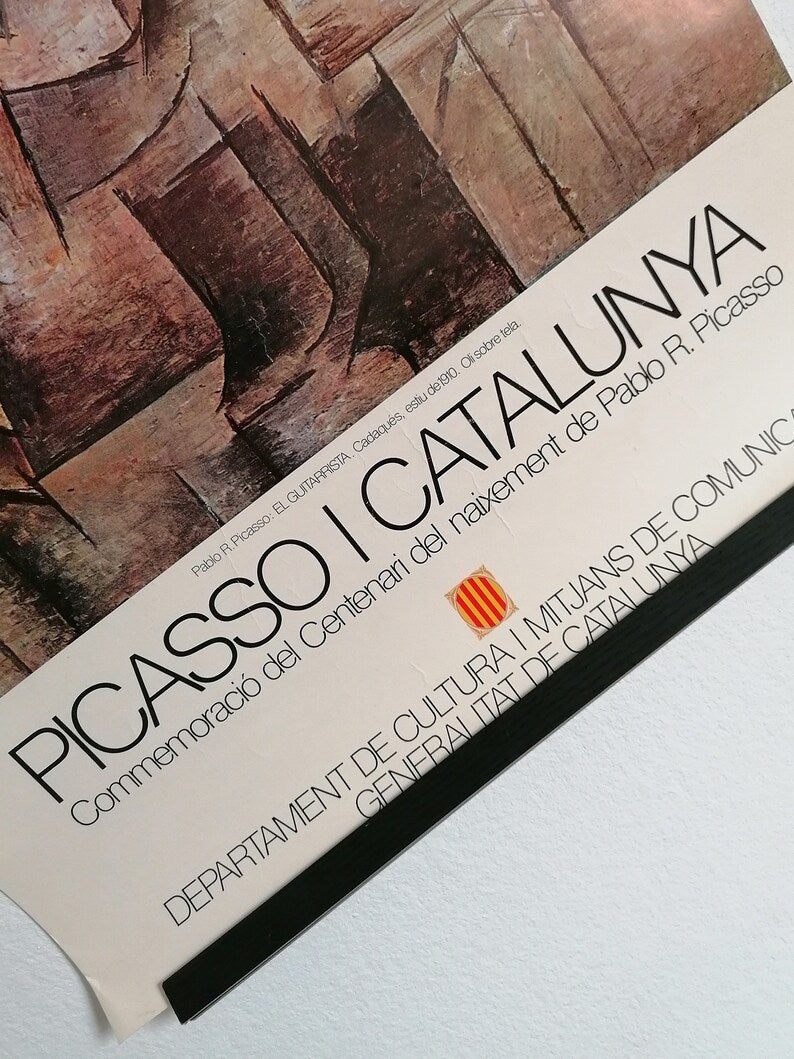 Pablo R. Picasso: EL GUITARRISTA. Cadaqués, estiu de 1910. Oli sobre tela.
PICASSO I CATALUNYA
Commemoració del Centenari del naixement de Pablo R. Picasso
DEPARTAMENT DE CULTURA I MITJANS DE COMUNICA
GENERALITAT DE CATALUNYA